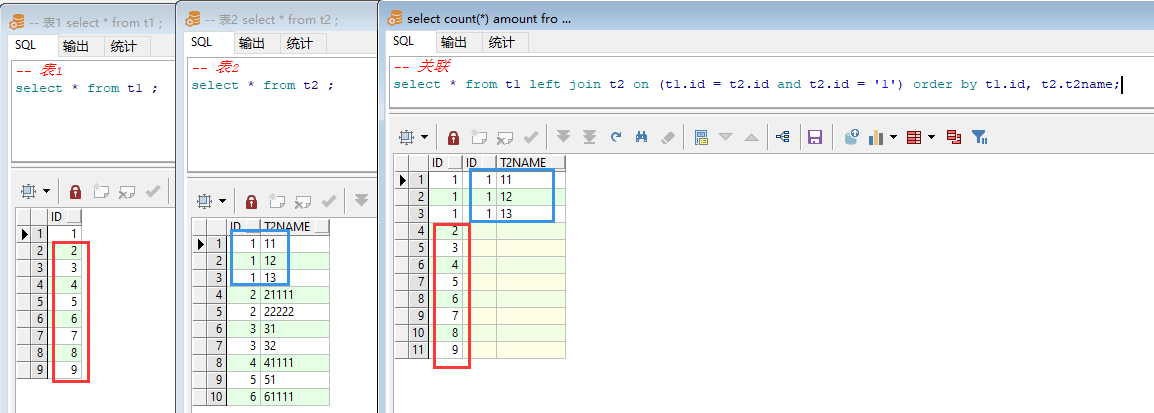 -- 表1 select * from t1 ;
SQL 输出 统计
-- 表1
select * from t1 ;
ID
1 1
2 2
3 3
4 4
5 5
6 6
7 7
8 8
9 9
-- 表2 select * from t2 ;
SQL 输出 统计
-- 表2
select * from t2 ;
ID T2NAME
1 1 11
2 1 12
3 1 13
4 2 21111
5 2 22222
6 3 31
7 3 32
8 4 41111
9 5 51
10 6 61111
select count(*) amount fro ...
SQL 输出 统计
-- 关联
select * from t1 left join t2 on (t1.id = t2.id and t2.id = '1') order by t1.id, t2.t2name;
ID ID T2NAME
1 1 1 11
2 1 1 12
3 1 1 13
4 2
5 3
6 4
7 5
8 6
9 7
10 8
11 9